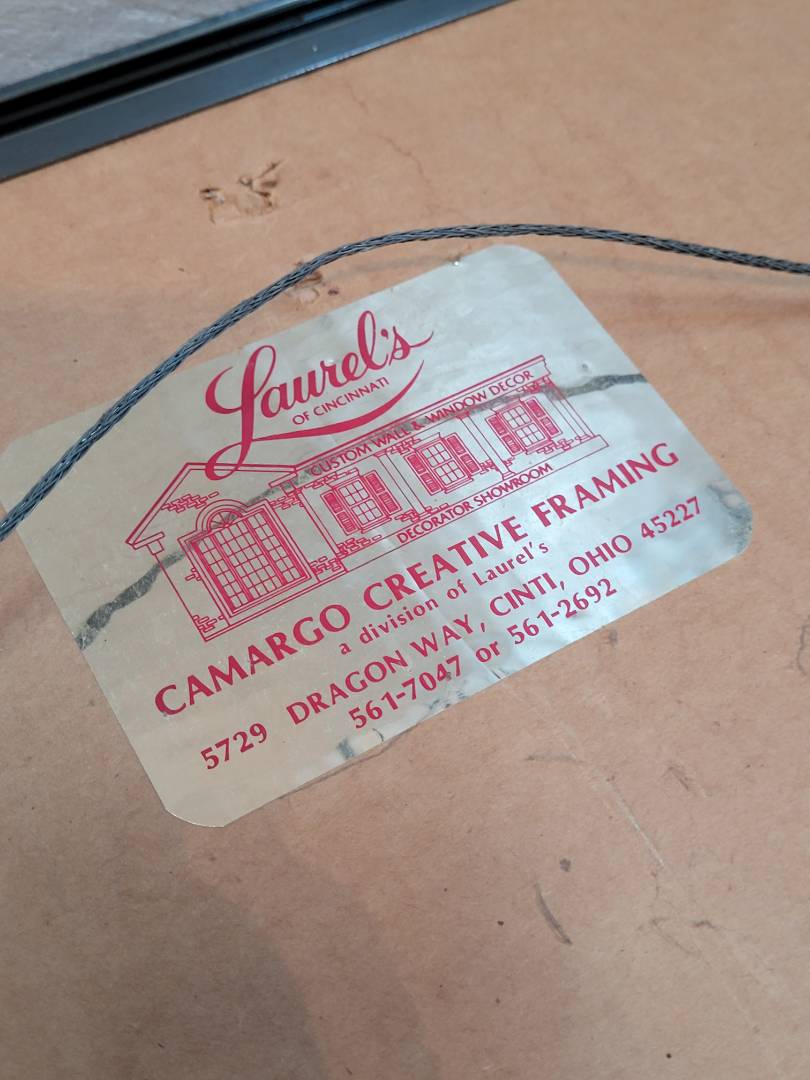 Laurel's
OF CINCINNATI
CUSTOM WALL & WINDOW DECOR
DECORATOR SHOWROOM
CAMARGO CREATIVE FRAMING
a division of Laurel's
5729 DRAGON WAY, CINTI, OHIO 45227
561-7047 or 561-2692